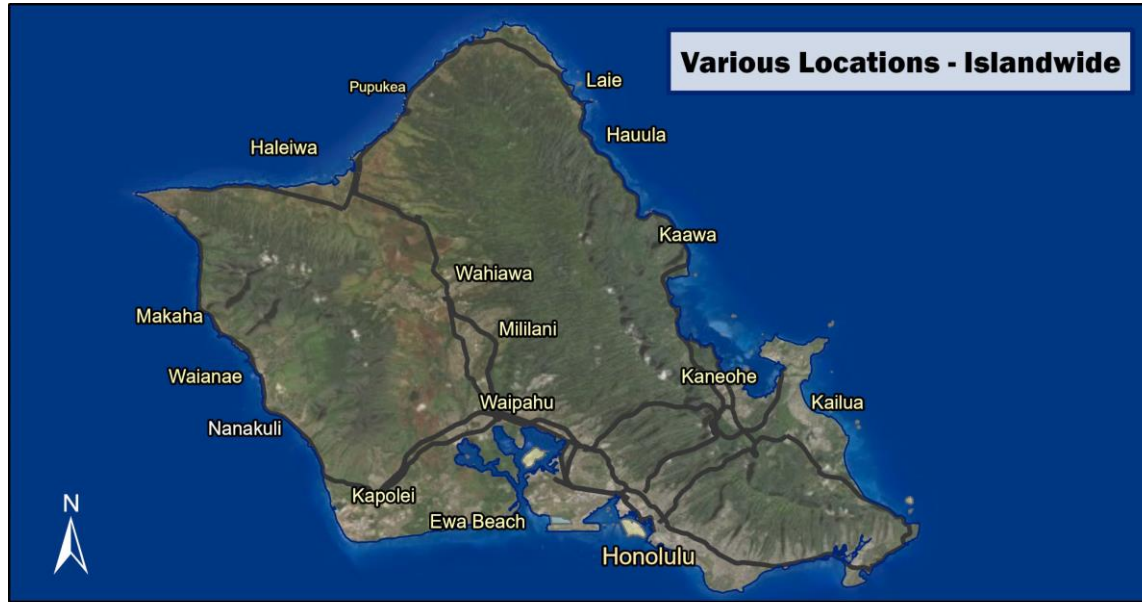 Various Locations - Islandwide
Laie
Pupukea
Hauula
Haleiwa
Kaawa
Wahiawa
Makaha
Mililani
Waianae
Kaneohe
Waipahu
Kailua
Nanakuli
Kapolei
N
Ewa Beach
Honolulu